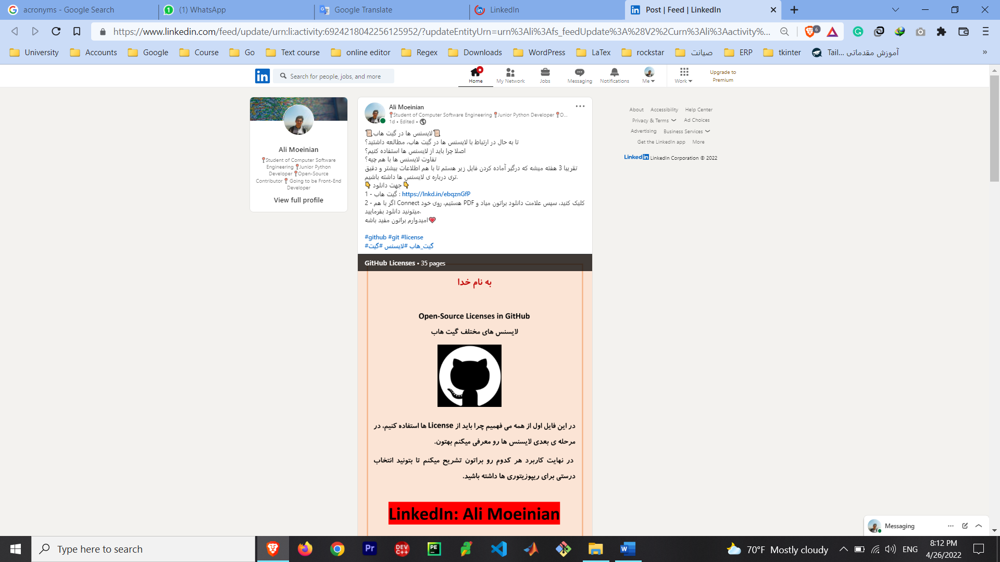 acronyms - Google Search
(1) WhatsApp
Google Translate
LinkedIn
Post | Feed | LinkedIn
https://www.linkedin.com/feed/update/urn:li:activity:6924218042256125952/?updateEntityUrn=urn%3Ali%3Afs_feedUpdate%3A%28V2%2Curn%3Ali%3Aactivity%...
6
University
Accounts
Google
Course
Go
Text course
online editor
Regex
Downloads
WordPress
LaTex
rockstar
صیانت
ERP
tkinter
آموزش مقدماتی Tail...
»
in
Search for people, jobs, and more
Home
My Network
Jobs
Messaging
Notifications
Me
Work
Upgrade to
Premium
Ali Moeinian
📍Student of Computer Software
Engineering 📍Junior Python
Developer 📍Open-Source
Contributor 📍 Going to be Front-End
Developer
View full profile
Ali Moeinian
📍Student of Computer Software Engineering 📍Junior Python Developer 📍O...
1d • Edited •
📜لایسنس ها در گیت هاب📜
تا به حال در ارتباط با لایسنس ها در گیت هاب، مطالعه داشتید؟
اصلا چرا باید از لایسنس ها استفاده کنیم؟
تفاوت لایسنس ها با هم چیه؟
تقریبا 3 هفته میشه که درگیر آماده کردن فایل زیر هستم تا با هم اطلاعات بیشتر و دقیق
تری درباره ی لایسنس ها داشته باشیم.
👇 جهت دانلود 👇
1 - گیت هاب : https://lnkd.in/ebqznGfP
2 - اگر با هم Connect هستیم، روی خود PDF کلیک کنید، سپس علامت دانلود براتون میاد و
میتونید دانلود بفرمایید.
امیدوارم براتون مفید باشه💗
#github #git #license
#گیت_هاب #لایسنس #گیت
GitHub Licenses • 35 pages
به نام خدا
Open-Source Licenses in GitHub
لایسنس های مختلف گیت هاب
در این فایل اول از همه می فهمیم چرا باید از License ها استفاده کنیم، در
مرحله ی بعدی لایسنس ها رو معرفی میکنم بهتون.
در نهایت کاربرد هر کدوم رو براتون تشریح میکنم تا بتونید انتخاب
درستی برای ریپوزیتوری ها داشته باشید.
LinkedIn: Ali Moeinian
About
Accessibility
Help Center
Privacy & Terms
Ad Choices
Advertising
Business Services
Get the LinkedIn app
More
LinkedIn LinkedIn Corporation © 2022
Messaging
Type here to search
Pr
DEV
C++
PE
W
70°F Mostly cloudy
ENG
8:12 PM
4/26/2022